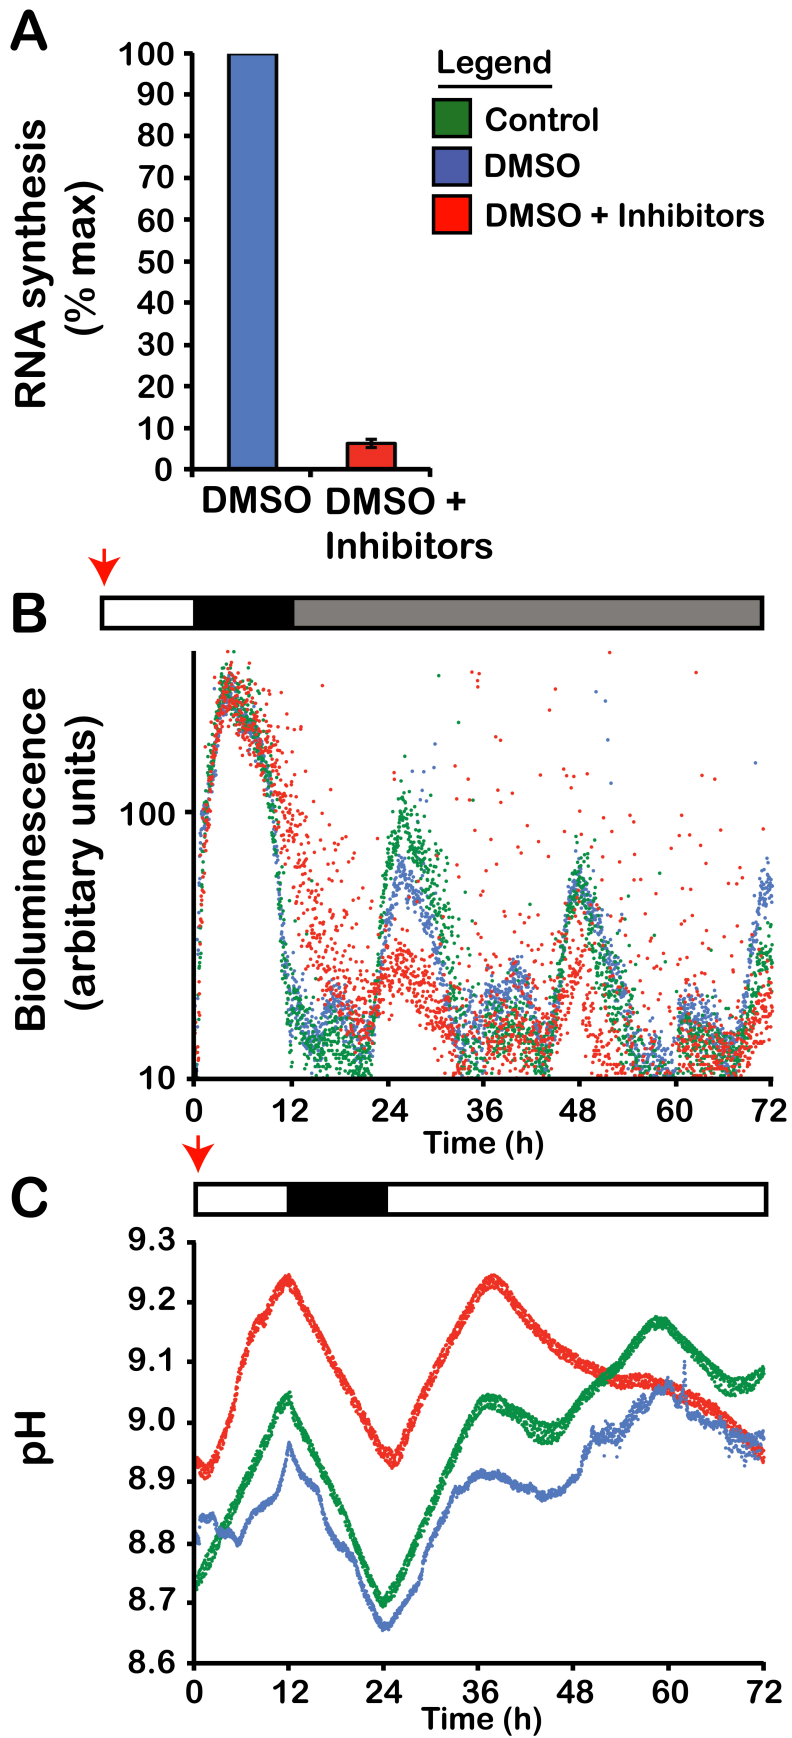 A
100
90
80
70
60
50
40
30
20
10
0
RNA synthesis
(% max)
DMSO
DMSO +
Inhibitors
Legend
Control
DMSO
DMSO + Inhibitors
B
Bioluminescence
(arbitary units)
100
10
0 12 24 36 48 60 72
Time (h)
C
9.3
9.2
9.1
9.0
8.9
8.8
8.7
8.6
pH
0 12 24 36 48 60 72
Time (h)